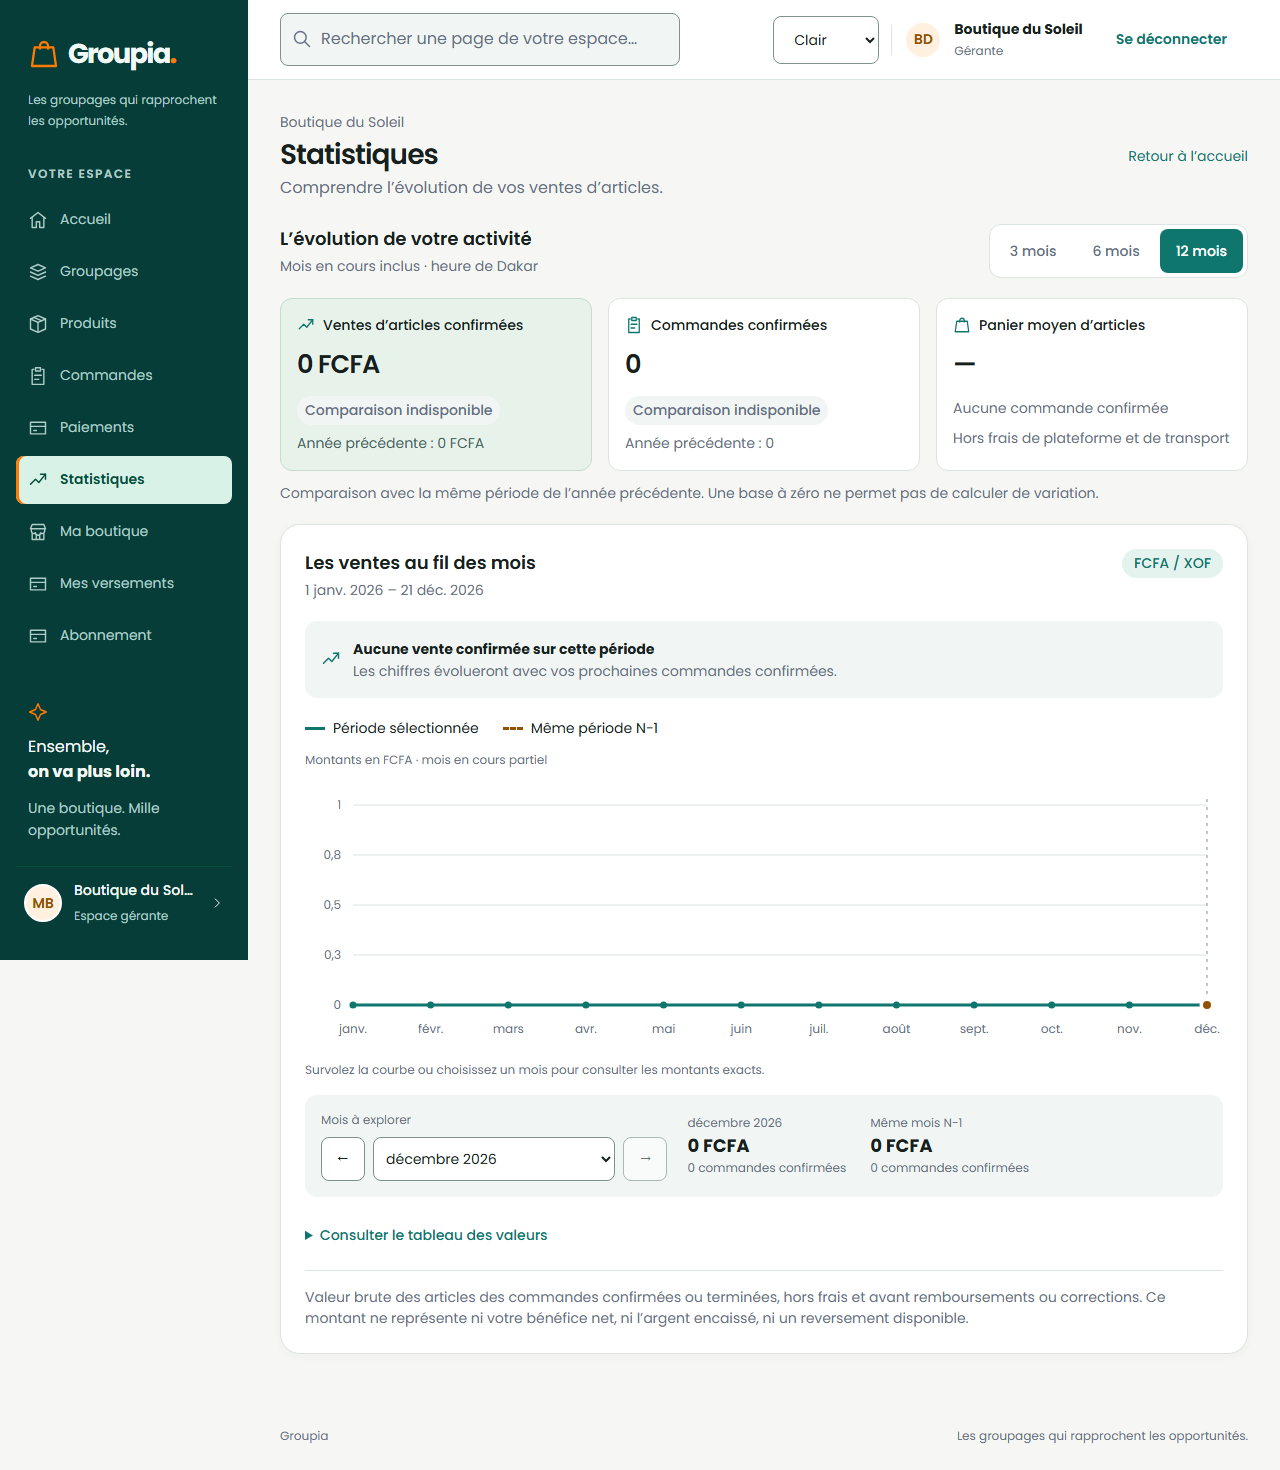 Groupia.
Les groupages qui rapprochent
les opportunités.
VOTRE ESPACE
Accueil
Groupages
Produits
Commandes
Paiements
Statistiques
Ma boutique
Mes versements
Abonnement
Ensemble,
on va plus loin.
Une boutique. Mille
opportunités.
MB
Boutique du Sol...
Espace gérante
Rechercher une page de votre espace...
Clair
BD
Boutique du Soleil
Gérante
Se déconnecter
Boutique du Soleil
Statistiques
Comprendre l’évolution de vos ventes d’articles.
Retour à l’accueil
L’évolution de votre activité
Mois en cours inclus · heure de Dakar
3 mois
6 mois
12 mois
Ventes d’articles confirmées
0 FCFA
Comparaison indisponible
Année précédente : 0 FCFA
Commandes confirmées
0
Comparaison indisponible
Année précédente : 0
Panier moyen d’articles
—
Aucune commande confirmée
Hors frais de plateforme et de transport
Comparaison avec la même période de l’année précédente. Une base à zéro ne permet pas de calculer de variation.
Les ventes au fil des mois
1 janv. 2026 – 21 déc. 2026
FCFA / XOF
Aucune vente confirmée sur cette période
Les chiffres évolueront avec vos prochaines commandes confirmées.
Période sélectionnée
Même période N-1
Montants en FCFA · mois en cours partiel
1
0,8
0,5
0,3
0
janv.
févr.
mars
avr.
mai
juin
juil.
août
sept.
oct.
nov.
déc.
Survolez la courbe ou choisissez un mois pour consulter les montants exacts.
Mois à explorer
←
décembre 2026
→
décembre 2026
0 FCFA
0 commandes confirmées
Même mois N-1
0 FCFA
0 commandes confirmées
Consulter le tableau des valeurs
Valeur brute des articles des commandes confirmées ou terminées, hors frais et avant remboursements ou corrections. Ce
montant ne représente ni votre bénéfice net, ni l’argent encaissé, ni un reversement disponible.
Groupia
Les groupages qui rapprochent les opportunités.